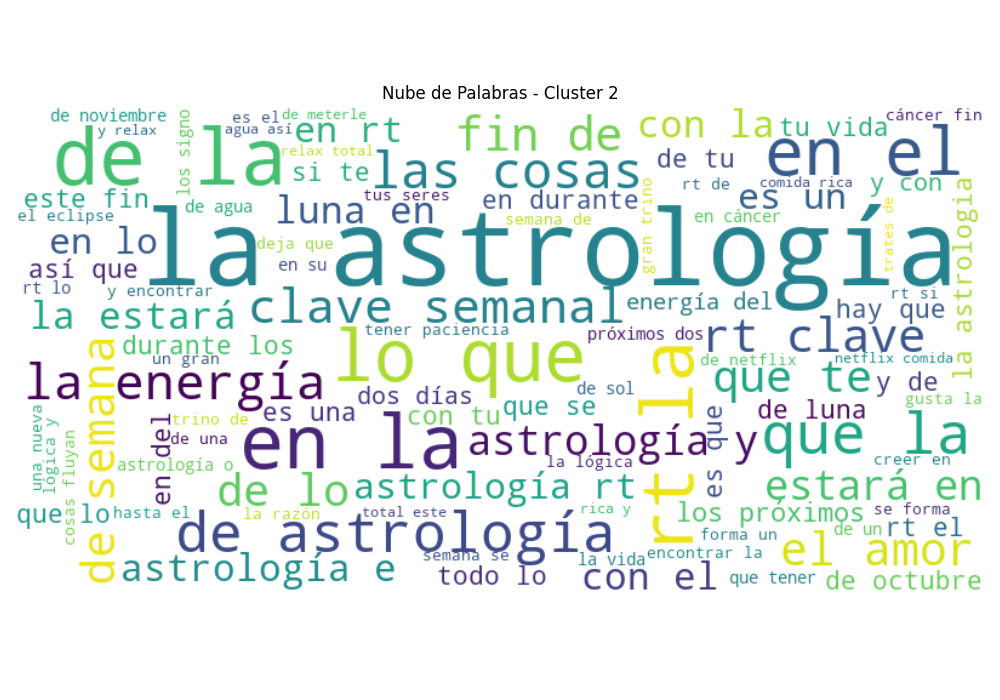 Nube de Palabras - Cluster 2
de noviembre
y relax
los signo
es el
de meterle
agua así
en rt
fin de
con la
tu vida
cáncer fin
de la
relax total
si te
las cosas
de tu
en el
este fin
el eclipse
de agua
tus seres
luna en
en durante
semana de
gran trino
rt de
comida rica
es un
y con
en cáncer
trates de
la astrologia
en lo
deja que
la astrología
así que
en su
rt lo
y encontrar
clave semanal
energía del
rt si
hay que
la estará
tener paciencia
próximos dos
rt clave
durante los
lo que
un gran
de netflix
netflix comida
de semana
la energía
dos días
de sol
rt la
que te
y de
gusta la
una nueva
lógica y
cosas fluyan
en del
trino de
es una
con tu
que se
es que
de luna
de una
en la
astrología y
que la
astrología o
la lógica
creer en
de lo
astrología rt
estará en
que lo
hasta el
la razón
total este
rica y
los próximos
se forma
de astrología
forma un
de un
rt el
astrología e
semana se
todo lo
la vida
con el
encontrar la
el amor
que tener
de octubre